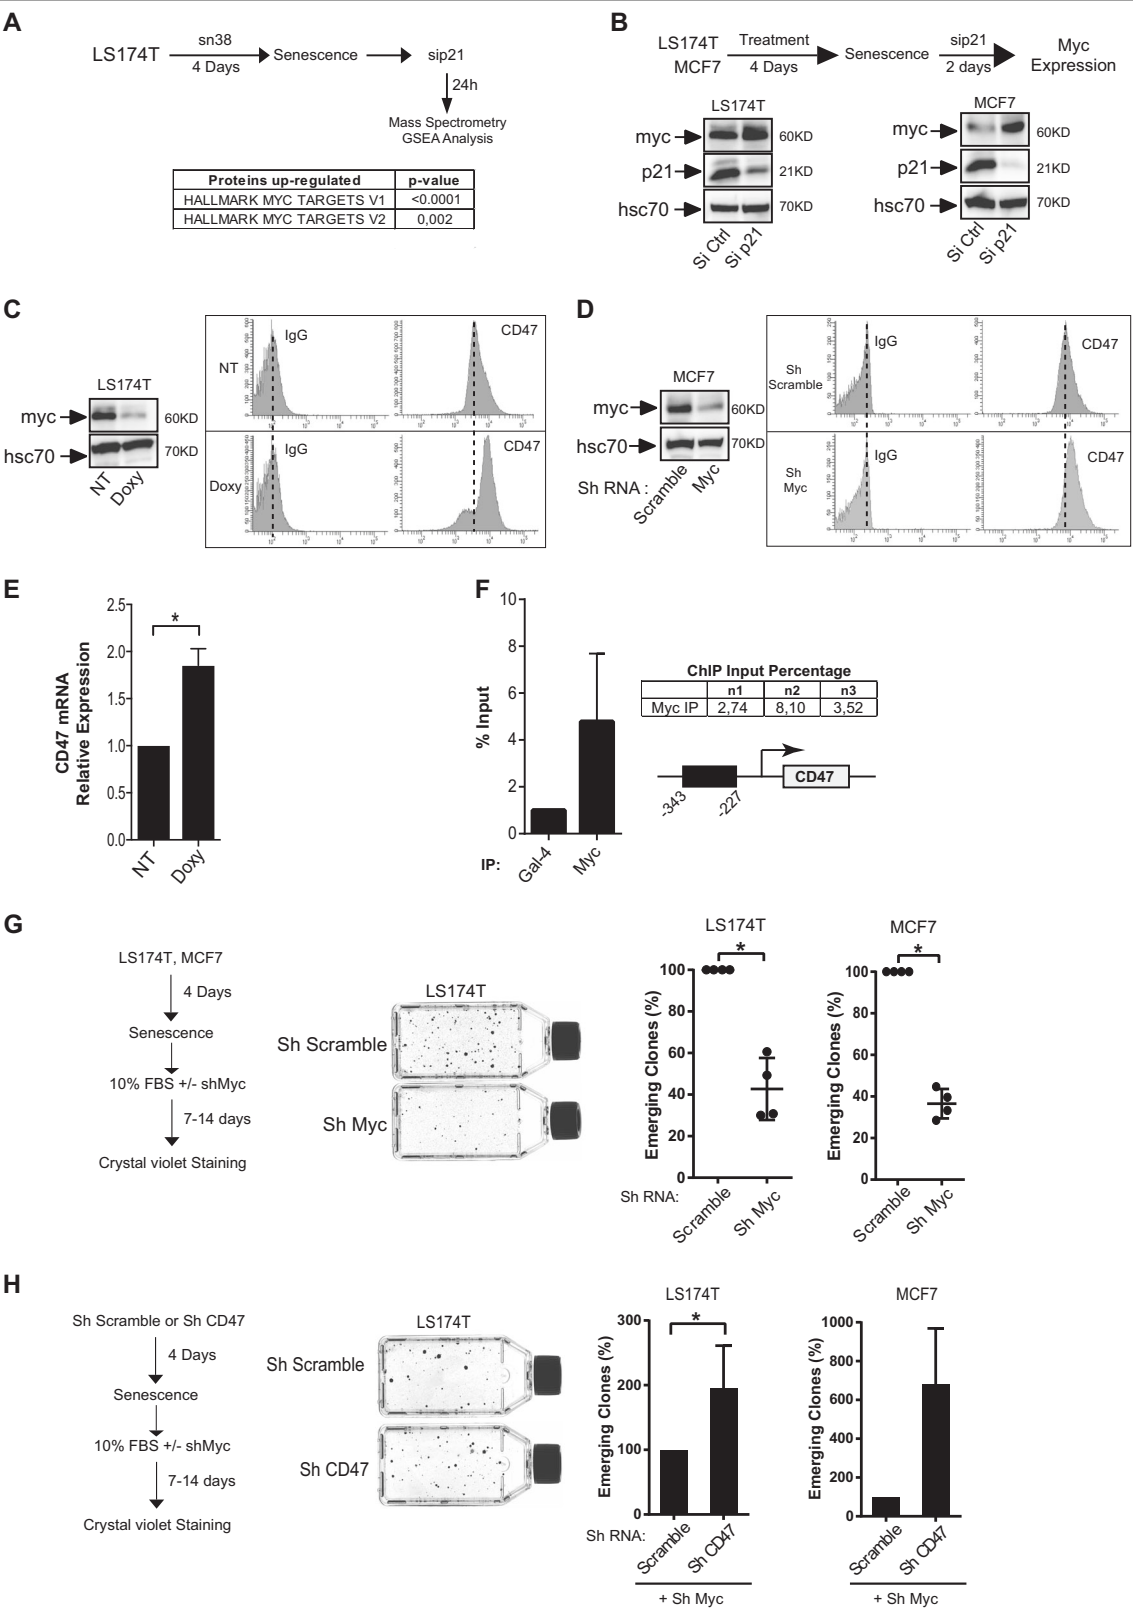 A
LS174T
sn38
4 Days
Senescence
sip21
24h
Mass Spectrometry
GSEA Analysis
Proteins up-regulated p-value
HALLMARK MYC TARGETS V1 <0.0001
HALLMARK MYC TARGETS V2 0,002
B
LS174T
MCF7
Treatment
4 Days
Senescence
sip21
2 days
Myc
Expression
LS174T
myc 60KD
p21 21KD
hsc70 70KD
Si Ctrl
Si p21
MCF7
myc 60KD
p21 21KD
hsc70 70KD
Si Ctrl
Si p21
C
LS174T
myc 60KD
hsc70 70KD
NT
Doxy
NT
IgG
CD47
Doxy
IgG
CD47
D
MCF7
myc 60KD
hsc70 70KD
Sh RNA :
Scramble
Myc
Sh
Scramble
IgG
CD47
Sh
Myc
IgG
CD47
E
CD47 mRNA
Relative Expression
2.5
2.0
1.5
1.0
0.5
0.0
*
NT
Doxy
F
% Input
10
8
6
4
2
0
IP:
Gal-4
Myc
ChIP Input Percentage
n1 n2 n3
Myc IP 2,74 8,10 3,52
CD47
-343
-227
G
LS174T, MCF7
4 Days
Senescence
10% FBS +/- shMyc
7-14 days
Crystal violet Staining
LS174T
Sh Scramble
Sh Myc
LS174T
*
Emerging Clones (%)
100
80
60
40
20
0
Sh RNA:
Scramble
Sh Myc
MCF7
*
Emerging Clones (%)
100
80
60
40
20
0
Scramble
Sh Myc
H
Sh Scramble or Sh CD47
4 Days
Senescence
10% FBS +/- shMyc
7-14 days
Crystal violet Staining
LS174T
Sh Scramble
Sh CD47
LS174T
*
Emerging Clones (%)
300
200
100
0
Sh RNA:
Scramble
Sh CD47
+ Sh Myc
MCF7
Emerging Clones (%)
1000
800
600
400
200
0
Scramble
Sh CD47
+ Sh Myc